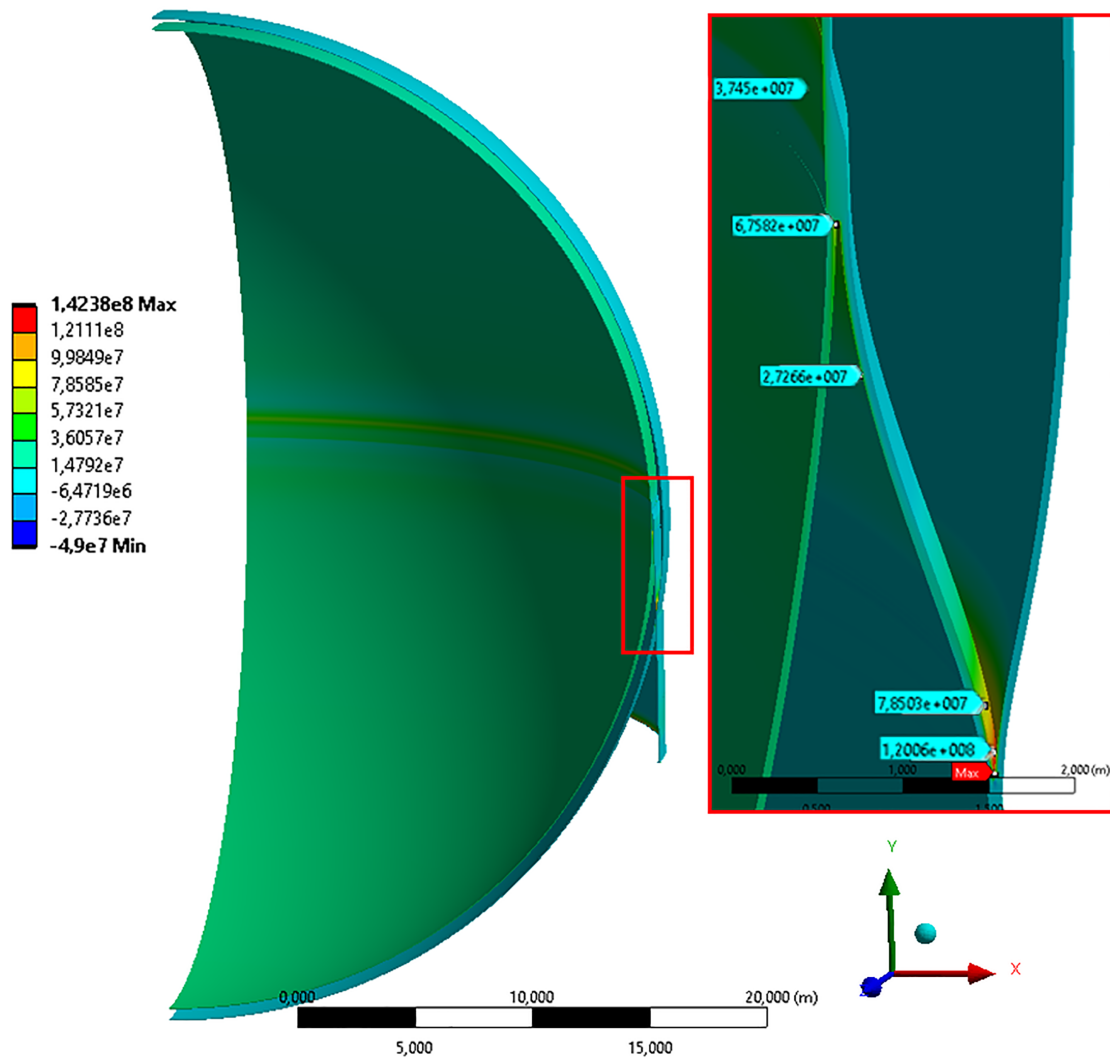 1,4238e8 Max
1,2111e8
9,9849e7
7,8585e7
5,7321e7
3,6057e7
1,4792e7
-6,4719e6
-2,7736e7
-4,9e7 Min
3,745e+007
6,7582e+007
2,7266e+007
7,8503e+007
1,2006e+008
Max
0,000 1,000 2,000 (m)
0,500 1,500
Y
X
Z
0,000 10,000 20,000 (m)
5,000 15,000